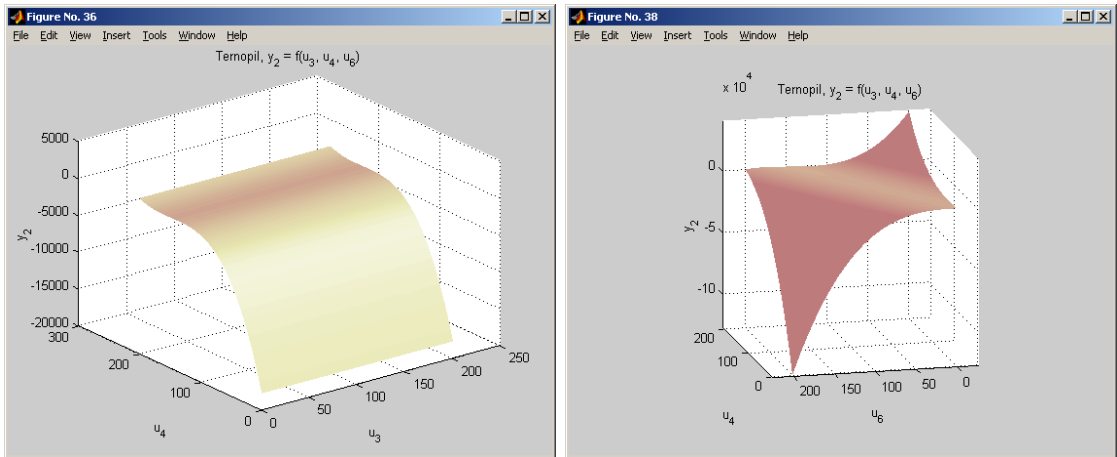 Figure No. 36
File Edit View Insert Tools Window Help
Ternopil, y2 = f(u3, u4, u6)
5000
0
-5000
-10000
-15000
-20000
y2
300
200
100
0
u4
0
50
100
150
200
250
u3
Figure No. 38
File Edit View Insert Tools Window Help
x 10^4
Ternopil, y2 = f(u3, u4, u6)
0
-5
-10
y2
200
100
0
u4
200
150
100
50
0
u6